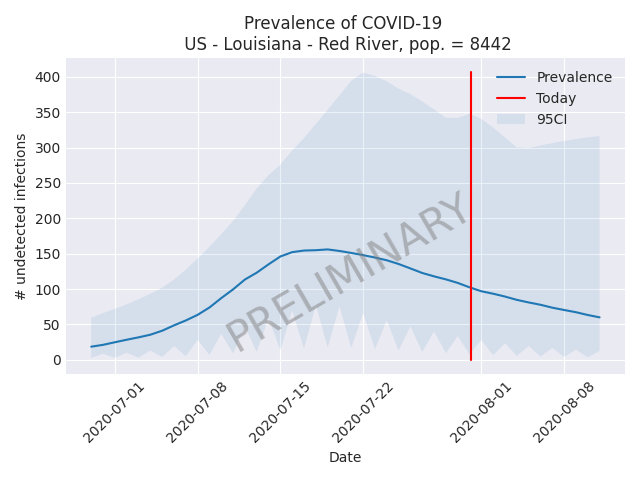 Prevalence of COVID-19
US - Louisiana - Red River, pop. = 8442
# undetected infections
400
350
300
250
200
150
100
50
0
Prevalence
Today
95CI
PRELIMINARY
2020-07-01
2020-07-08
2020-07-15
2020-07-22
2020-08-01
2020-08-08
Date